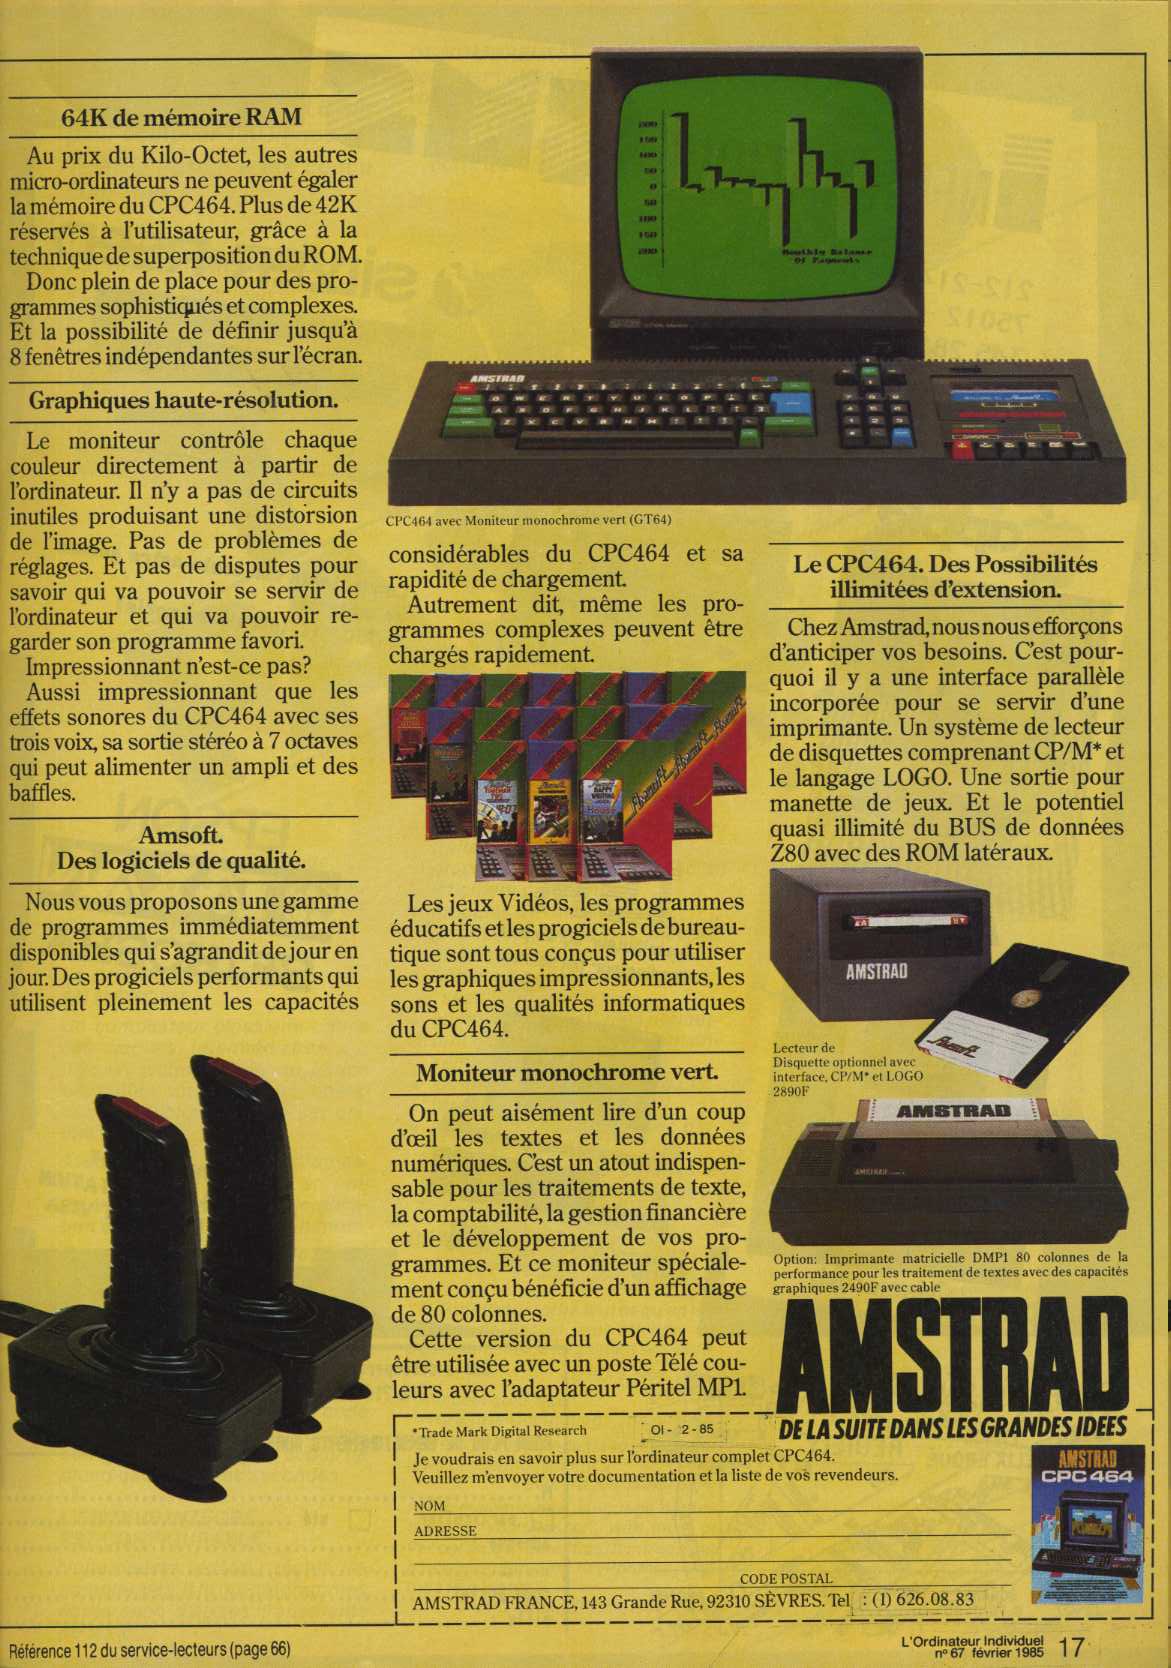 64K de mémoire RAM
Au prix du Kilo-Octet, les autres
micro-ordinateurs ne peuvent égaler
la mémoire du CPC464. Plus de 42K
réservés à l'utilisateur, grâce à la
technique de superposition du ROM.
Donc plein de place pour des pro-
grammes sophistiqués et complexes.
Et la possibilité de définir jusqu'à
8 fenêtres indépendantes sur l'écran.
Graphiques haute-résolution.
Le moniteur contrôle chaque
couleur directement à partir de
l'ordinateur. Il n'y a pas de circuits
inutiles produisant une distorsion
de l'image. Pas de problèmes de
réglages. Et pas de disputes pour
savoir qui va pouvoir se servir de
l'ordinateur et qui va pouvoir re-
garder son programme favori.
Impressionnant n'est-ce pas?
Aussi impressionnant que les
effets sonores du CPC464 avec ses
trois voix, sa sortie stéréo à 7 octaves
qui peut alimenter un ampli et des
baffles.
Amsoft.
Des logiciels de qualité.
Nous vous proposons une gamme
de programmes immédiatemment
disponibles qui s'agrandit de jour en
jour. Des progiciels performants qui
utilisent pleinement les capacités
200
150
100
50
0
50
100
150
200
Monthly Balance
Of Payments
AMSTRAD
CPC464 avec Moniteur monochrome vert (GT64)
considérables du CPC464 et sa
rapidité de chargement.
Autrement dit, même les pro-
grammes complexes peuvent être
chargés rapidement.
Amsoft
HAPPY
WRITING
Les jeux Vidéos, les programmes
éducatifs et les progiciels de bureau-
tique sont tous conçus pour utiliser
les graphiques impressionnants, les
sons et les qualités informatiques
du CPC464.
Moniteur monochrome vert.
On peut aisément lire d'un coup
d'œil les textes et les données
numériques. C'est un atout indispen-
sable pour les traitements de texte,
la comptabilité, la gestion financière
et le développement de vos pro-
grammes. Et ce moniteur spéciale-
ment conçu bénéficie d'un affichage
de 80 colonnes.
Cette version du CPC464 peut
être utilisée avec un poste Télé cou-
leurs avec l'adaptateur Péritel MP1.
Le CPC464. Des Possibilités
illimitées d'extension.
Chez Amstrad, nous nous efforçons
d'anticiper vos besoins. C'est pour-
quoi il y a une interface parallèle
incorporée pour se servir d'une
imprimante. Un système de lecteur
de disquettes comprenant CP/M* et
le langage LOGO. Une sortie pour
manette de jeux. Et le potentiel
quasi illimité du BUS de données
Z80 avec des ROM latéraux.
AMSTRAD
Amsoft
Lecteur de
Disquette optionnel avec
interface, CP/M* et LOGO
2890F
AMSTRAD
AMSTRAD
Option: Imprimante matricielle DMP1 80 colonnes de la
performance pour les traitement de textes avec des capacités
graphiques 2490F avec cable
AMSTRAD
DE LA SUITE DANS LES GRANDES IDEES
*Trade Mark Digital Research
OI - 2 - 85
Je voudrais en savoir plus sur l'ordinateur complet CPC464.
Veuillez m'envoyer votre documentation et la liste de vos revendeurs.
NOM
ADRESSE
CODE POSTAL
AMSTRAD FRANCE, 143 Grande Rue, 92310 SÈVRES. Tel : (1) 626.08.83
AMSTRAD
CPC 464
Référence 112 du service-lecteurs (page 66)
L'Ordinateur Individuel
n° 67 février 1985
17